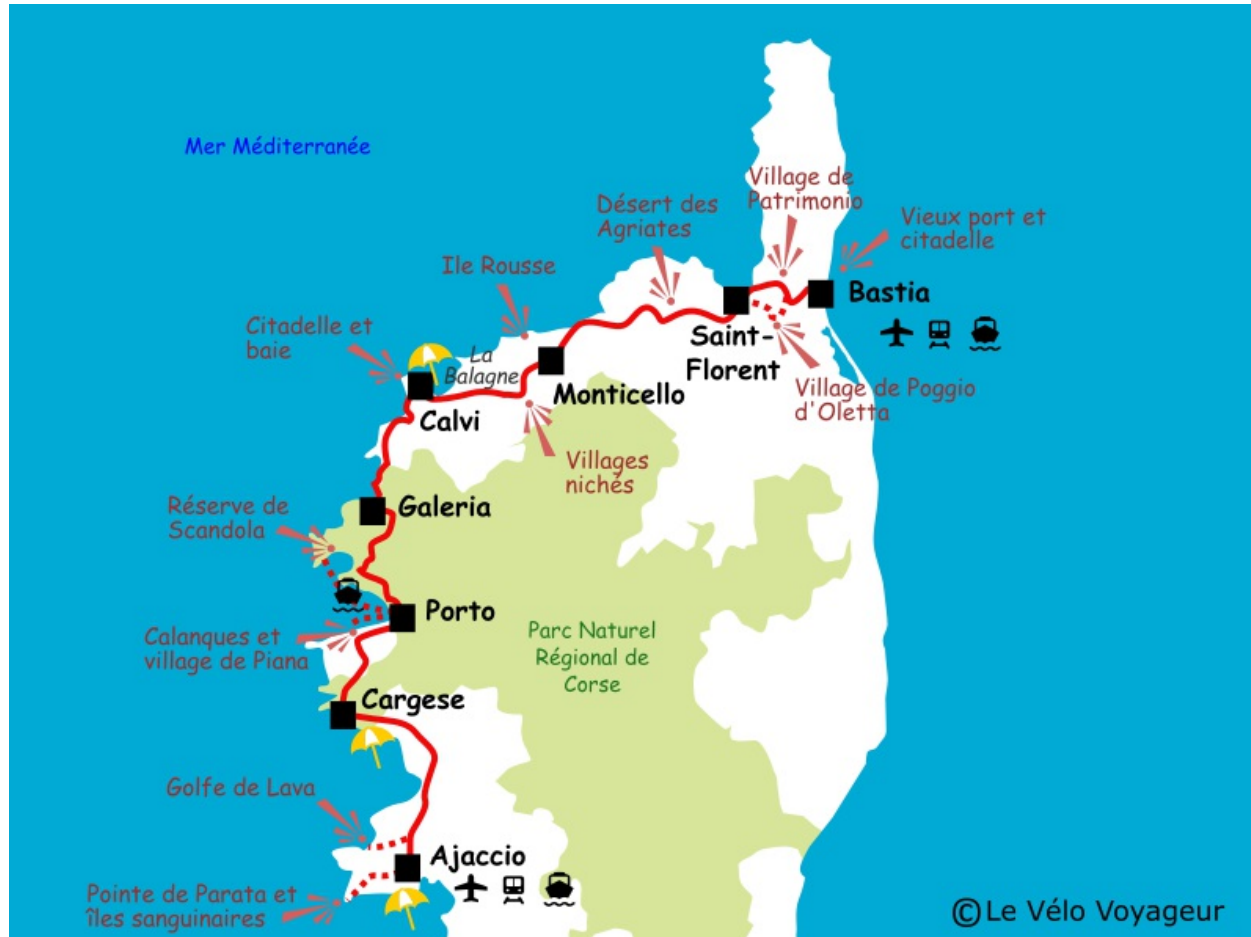 Mer Méditerranée
Village de
Patrimonio
Désert des
Agriates
Vieux port et
citadelle
Ile Rousse
Bastia
Citadelle et
baie
La
Balagne
Saint-
Florent
Monticello
Village de Poggio
d'Oletta
Calvi
Villages
nichés
Réserve de
Scandola
Galeria
Porto
Calanques et
village de Piana
Parc Naturel
Régional de
Corse
Cargese
Golfe de Lava
Ajaccio
Pointe de Parata et
îles sanguinaires
©Le Vélo Voyageur